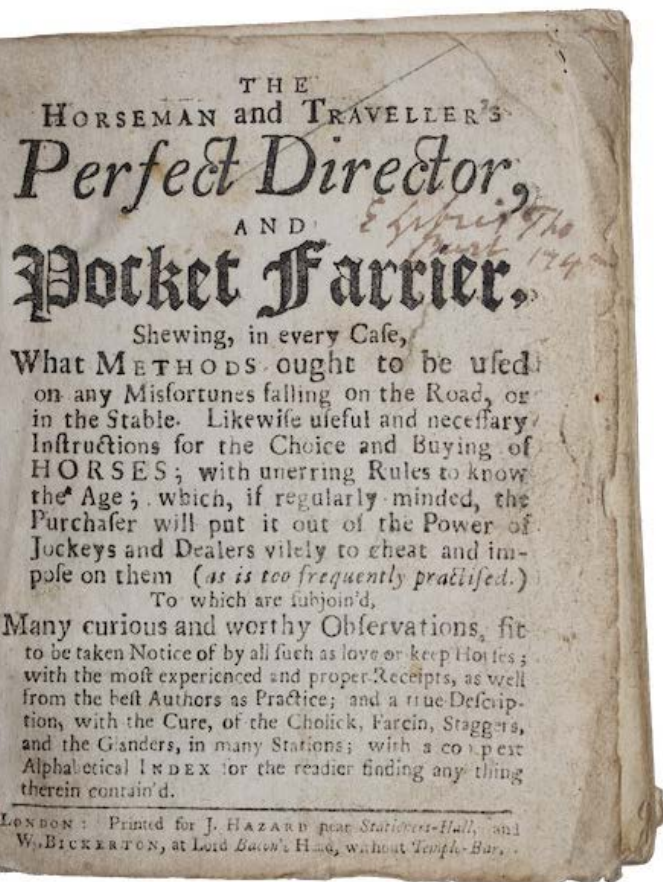 THE
HORSEMAN and TRAVELLER'S
Perfect Director,
AND
Pocket Farrier.
Shewing, in every Caſe,
What METHODS ought to be uſed
on any Misfortunes falling on the Road, or
in the Stable. Likewiſe uſeful and neceſſary
Inſtructions for the Choice and Buying of
HORSES; with unerring Rules to know
the Age; which, if regularly minded, the
Purchaſer will put it out of the Power of
Jockeys and Dealers vilely to cheat and im-
poſe on them (as is too frequently practiſed.)
To which are ſubjoin'd,
Many curious and worthy Obſervations, fit
to be taken Notice of by all ſuch as love or keep Horſes;
with the moſt experienced and proper Receipts, as well
from the beſt Authors as Practice; and a true Deſcrip-
tion, with the Cure, of the Cholick, Farcin, Staggers,
and the Glanders, in many Stations; with a
Alphabetical INDEX for the readier finding any thing
therein contain'd.
LONDON: Printed for J. HAZARD near Stationers-Hall, and
W. BICKERTON, at Lord Bacon's Head, without Temple-Bar.